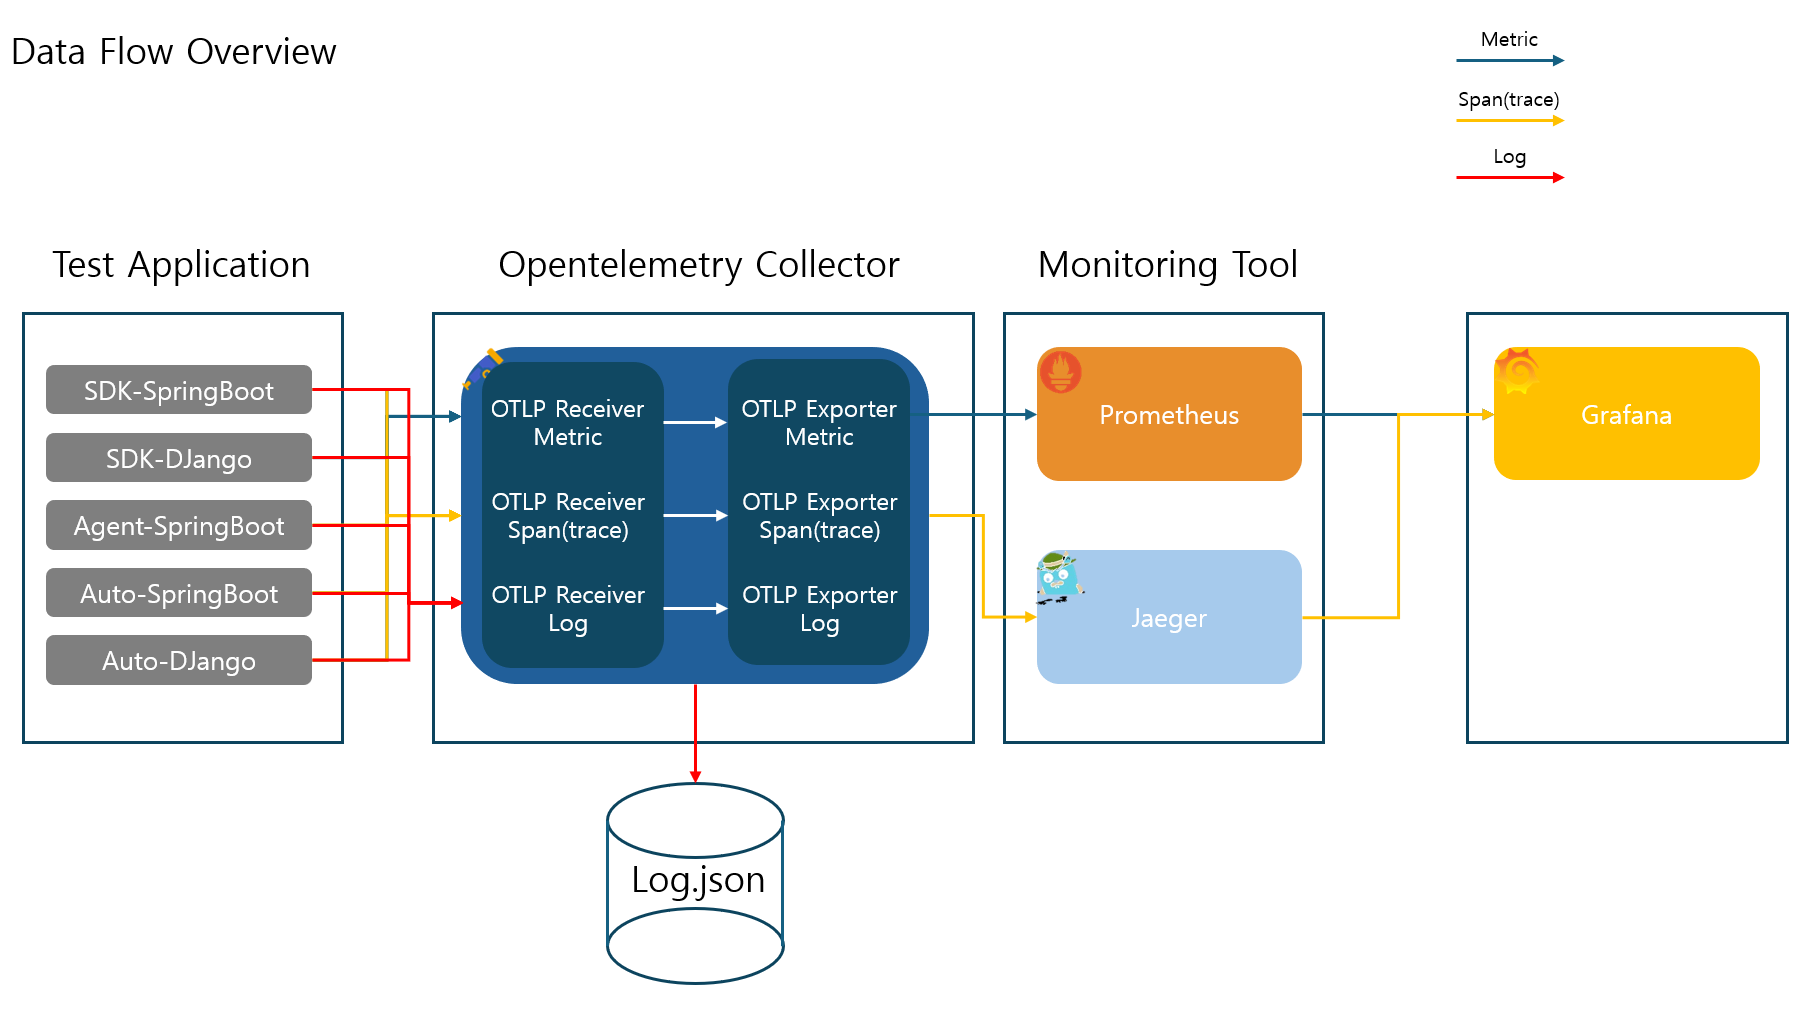 Data Flow Overview
Metric
Span(trace)
Log
Test Application
Opentelemetry Collector
Monitoring Tool
SDK-SpringBoot
SDK-DJango
Agent-SpringBoot
Auto-SpringBoot
Auto-DJango
OTLP Receiver
Metric
OTLP Receiver
Span(trace)
OTLP Receiver
Log
OTLP Exporter
Metric
OTLP Exporter
Span(trace)
OTLP Exporter
Log
Prometheus
Jaeger
Grafana
Log.json